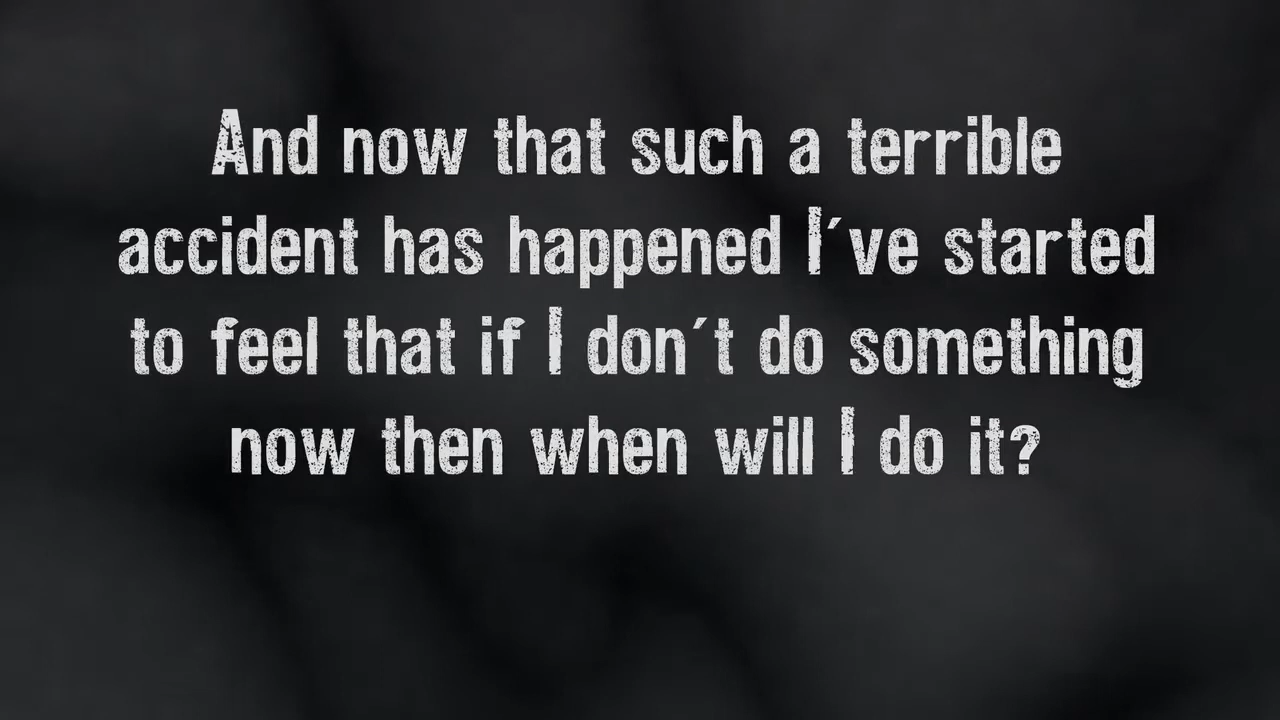 And now that such a terrible
accident has happened I've started
to feel that if I don't do something
now then when will I do it?